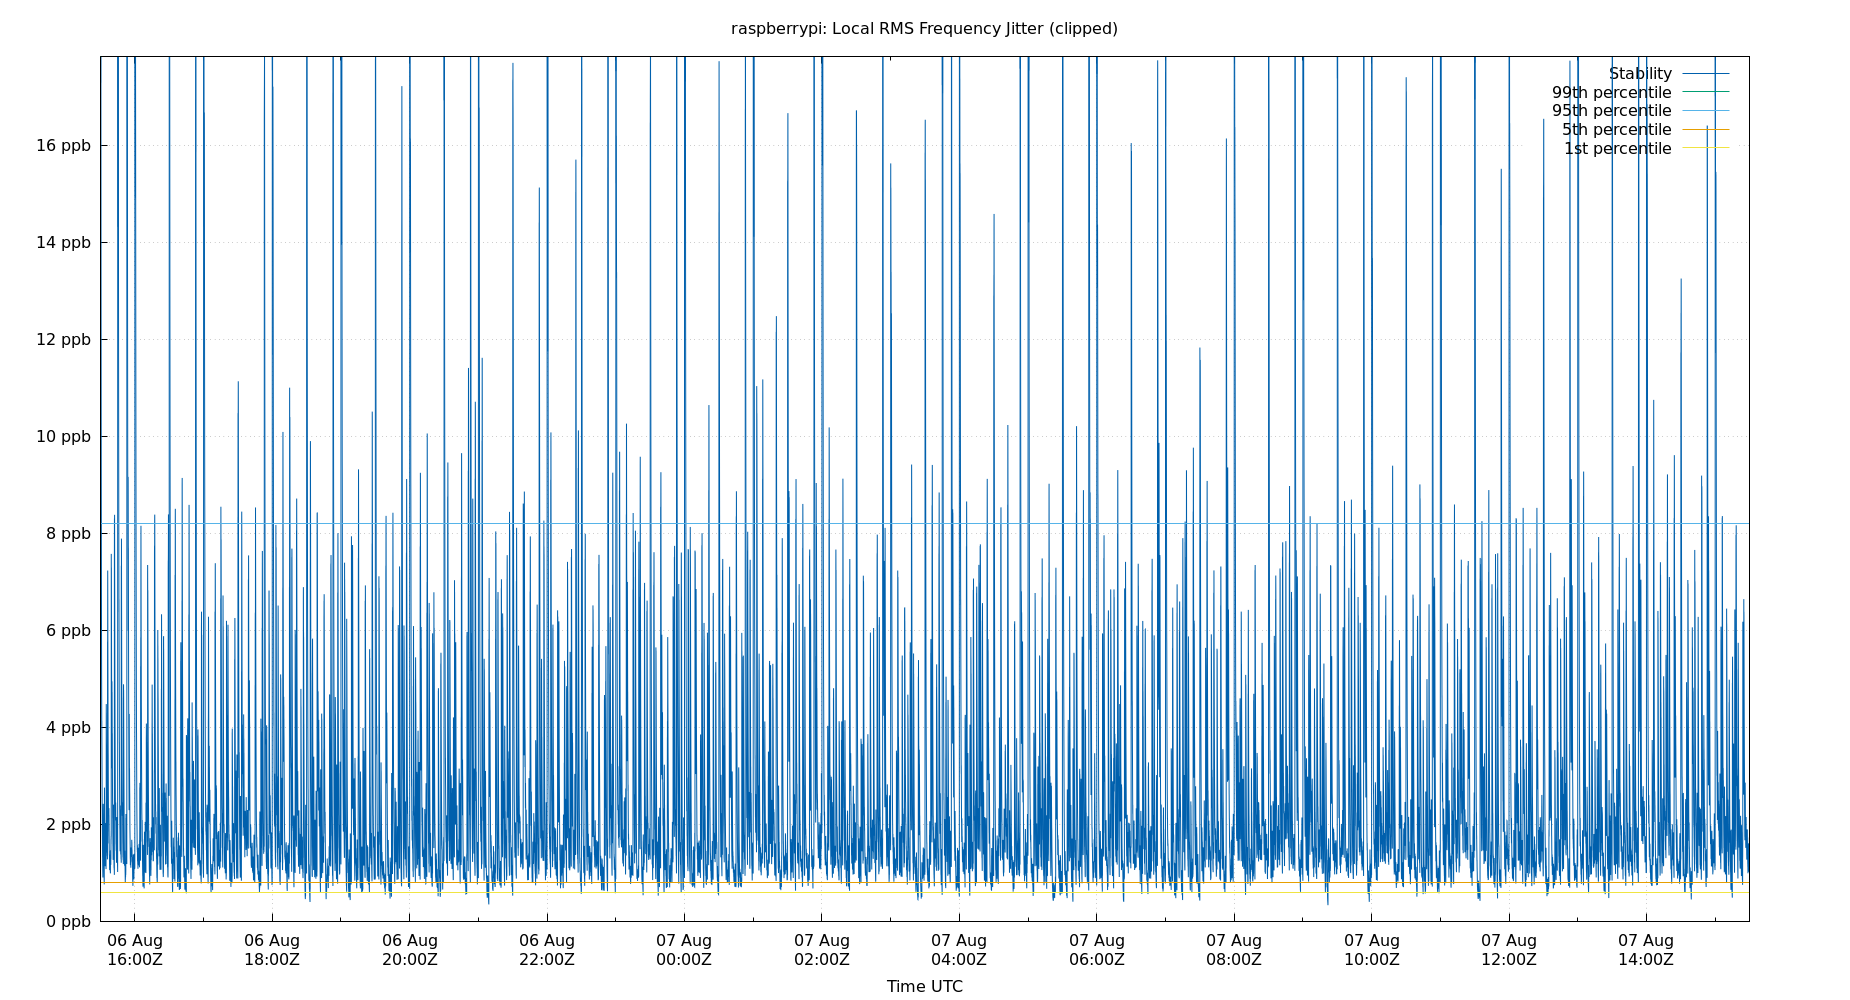 raspberrypi: Local RMS Frequency Jitter (clipped)
Stability
99th percentile
95th percentile
5th percentile
1st percentile
16 ppb
14 ppb
12 ppb
10 ppb
8 ppb
6 ppb
4 ppb
2 ppb
0 ppb
06 Aug 06 Aug 06 Aug 06 Aug 07 Aug 07 Aug 07 Aug 07 Aug 07 Aug 07 Aug 07 Aug 07 Aug
16:00Z 18:00Z 20:00Z 22:00Z 00:00Z 02:00Z 04:00Z 06:00Z 08:00Z 10:00Z 12:00Z 14:00Z
Time UTC